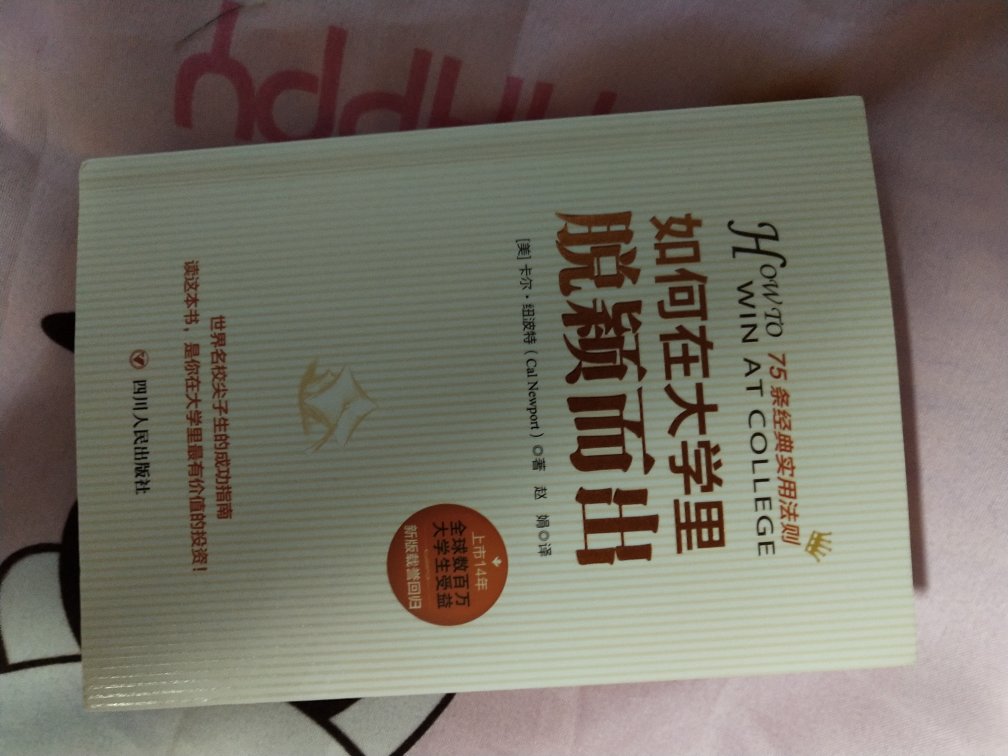 HAPPY
How To
75条经典实用法则
WIN AT COLLEGE
如何在大学里
脱颖而出
[美] 卡尔·纽波特 ( Cal Newport ) ◎著 赵 娟◎译
上市14年
全球数百万
大学生受益
新版载誉回归
世界名校尖子生的成功指南
读这本书，是你在大学里最有价值的投资！
四川人民出版社